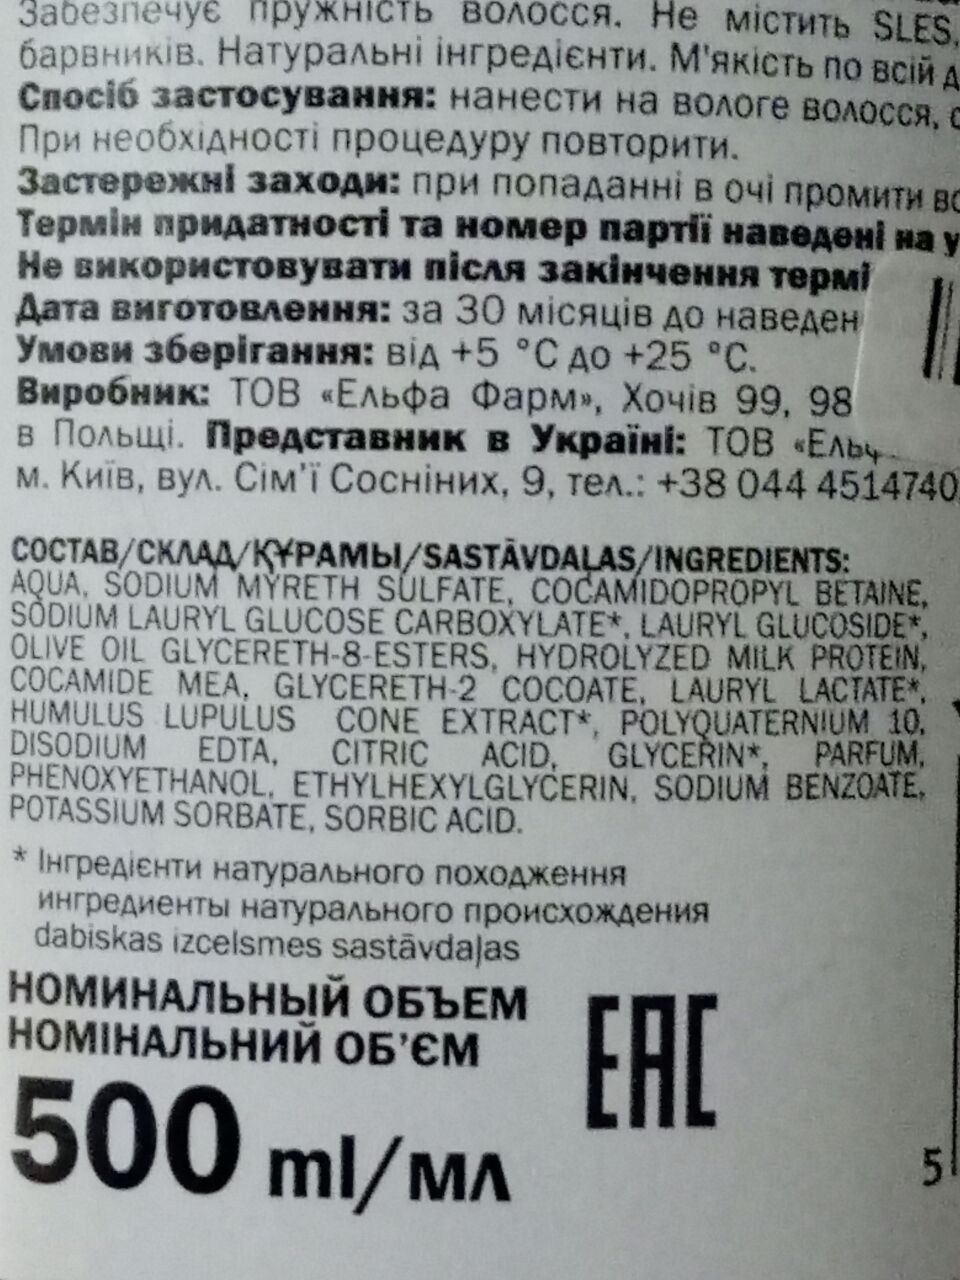 Забезпечує пружність волосся. Не містить SLES,
барвників. Натуральні інгредієнти. М'якість по всій д
Спосіб застосування: нанести на вологе волосся, с
При необхідності процедуру повторити.
Застережні заходи: при попаданні в очі промити во
Термін придатності та номер партії наведені на у
Не використовувати після закінчення термі
Дата виготовлення: за 30 місяців до наведен
Умови зберігання: від +5 °С до +25 °С.
Виробник: ТОВ «Ельфа Фарм», Хочів 99, 98
в Польщі. Представник в Україні: ТОВ
м. Київ, вул. Сім'ї Сосніних, 9, тел.: +38 044 4514740
СОСТАВ/СКЛАД/ҚҰРАМЫ/SASTĀVDAĻAS/INGREDIENTS:
AQUA, SODIUM MYRETH SULFATE, COCAMIDOPROPYL BETAINE,
SODIUM LAURYL GLUCOSE CARBOXYLATE*, LAURYL GLUCOSIDE*,
OLIVE OIL GLYCERETH-8-ESTERS, HYDROLYZED MILK PROTEIN,
COCAMIDE MEA, GLYCERETH-2 COCOATE, LAURYL LACTATE*,
HUMULUS LUPULUS CONE EXTRACT*, POLYQUATERNIUM 10,
DISODIUM EDTA, CITRIC ACID, GLYCERIN*, PARFUM,
PHENOXYETHANOL, ETHYLHEXYLGLYCERIN, SODIUM BENZOATE,
POTASSIUM SORBATE, SORBIC ACID.
* Інгредієнти натурального походження
ингредиенты натурального происхождения
dabiskas izcelsmes sastāvdaļas
НОМИНАЛЬНЫЙ ОБЪЕМ
НОМІНАЛЬНИЙ ОБ'ЄМ
500 ml/мл
EAC
5